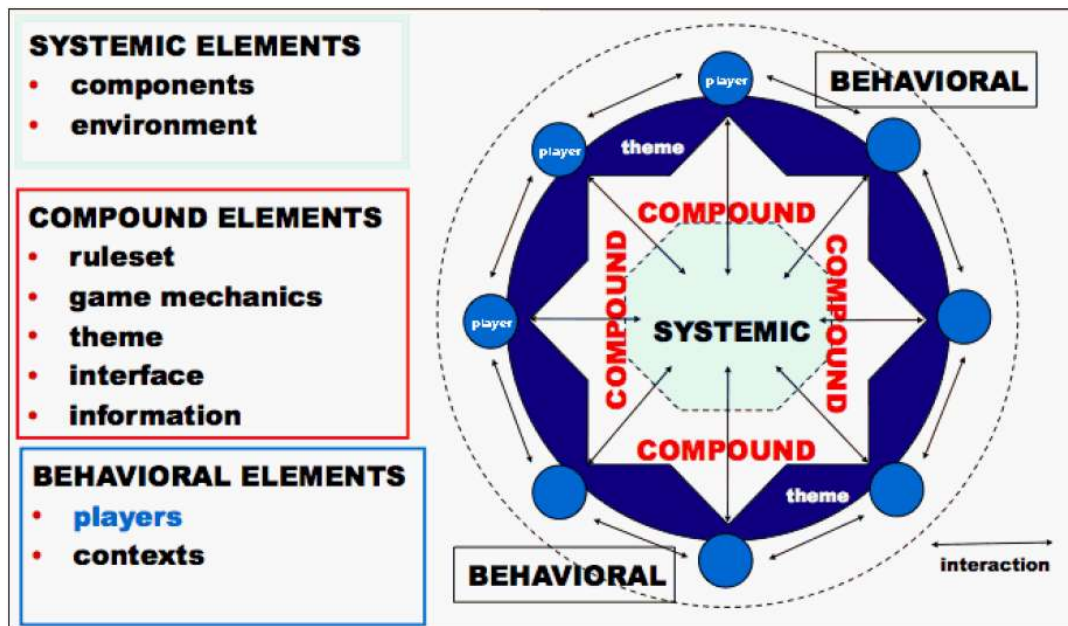 SYSTEMIC ELEMENTS
• components
• environment
COMPOUND ELEMENTS
• ruleset
• game mechanics
• theme
• interface
• information
BEHAVIORAL ELEMENTS
• players
• contexts
player
BEHAVIORAL
player
theme
COMPOUND
COMPOUND
COMPOUND
player
SYSTEMIC
COMPOUND
theme
BEHAVIORAL
interaction